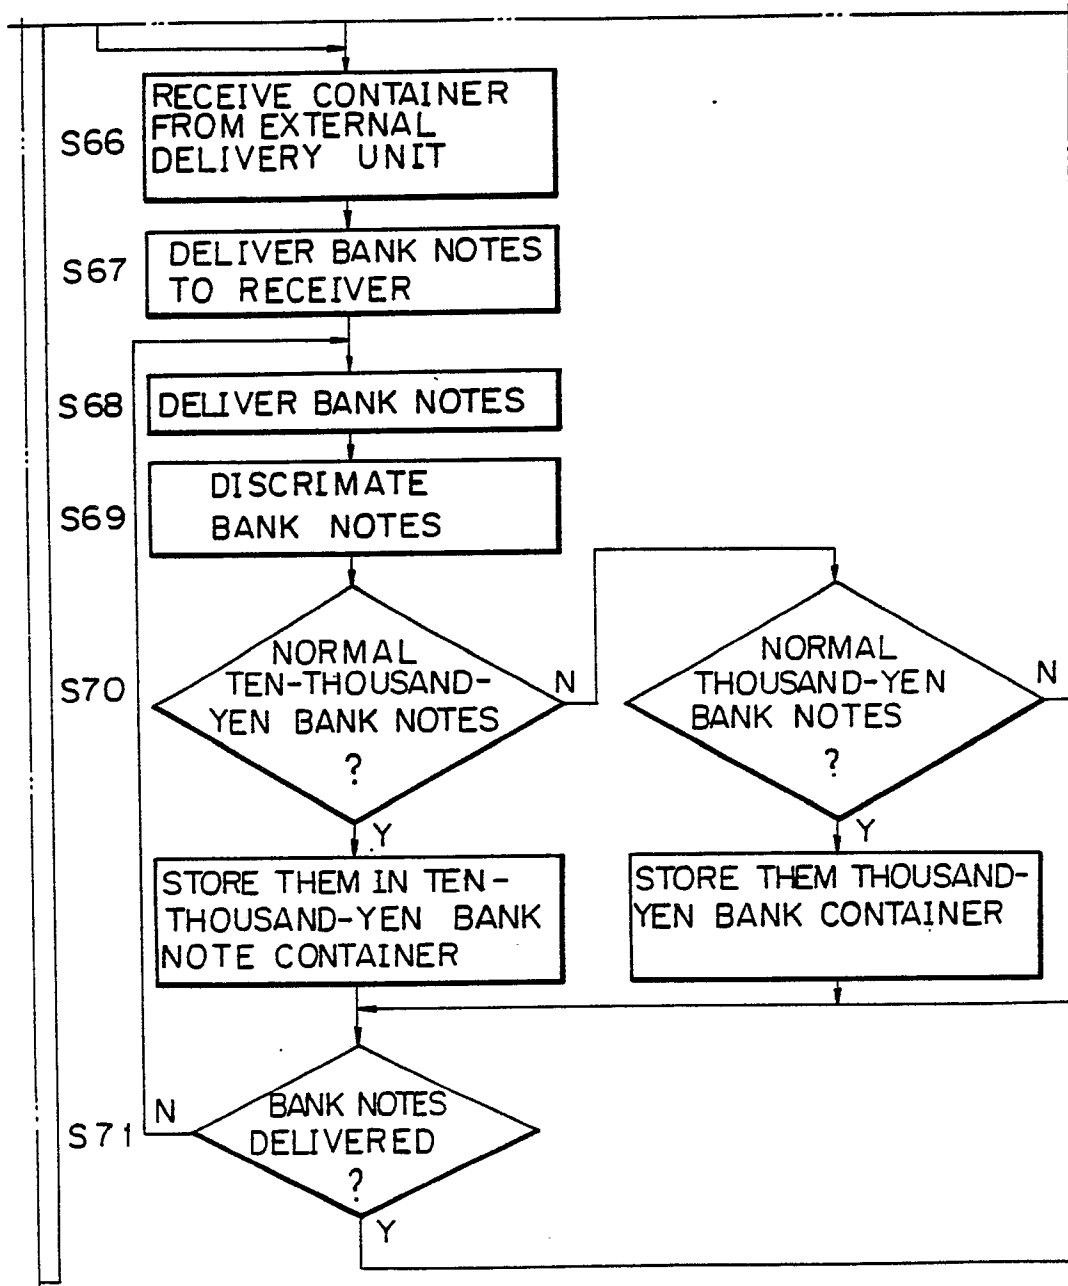 RECEIVE CONTAINER
FROM EXTERNAL
DELIVERY UNIT
S66
DELIVER BANK NOTES
TO RECEIVER
S67
DELIVER BANK NOTES
S68
DISCRIMATE
BANK NOTES
S69
NORMAL
TEN-THOUSAND-
YEN BANK NOTES
?
S70
N
Y
NORMAL
THOUSAND-YEN
BANK NOTES
?
N
Y
STORE THEM IN TEN-
THOUSAND-YEN BANK
NOTE CONTAINER
STORE THEM THOUSAND-
YEN BANK CONTAINER
BANK NOTES
DELIVERED
?
S71
N
Y